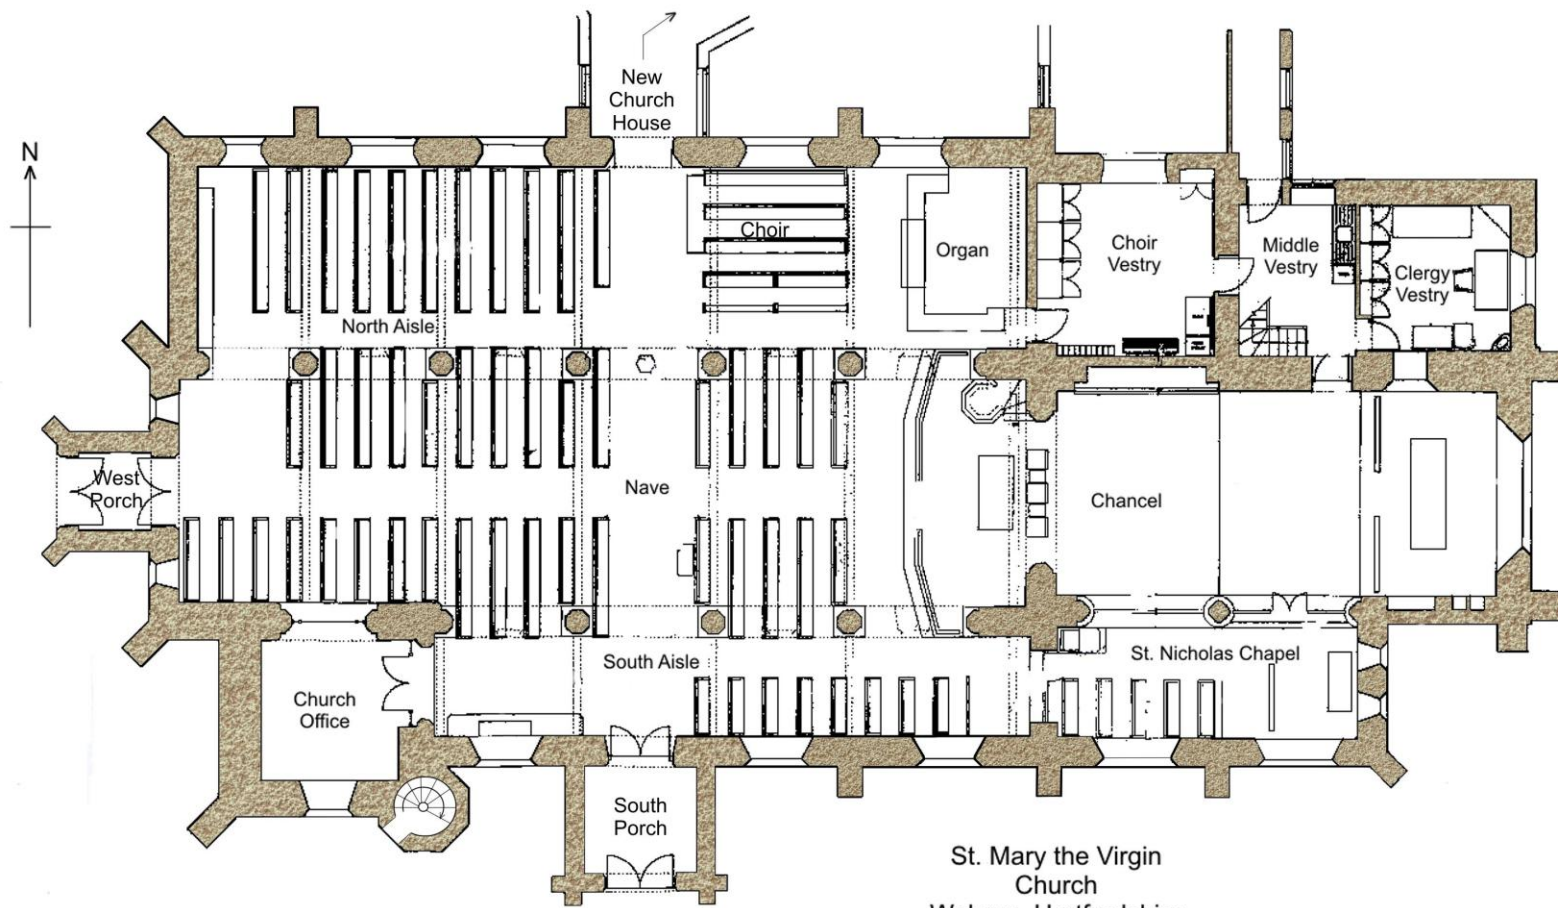 N
New
Church
House
Choir
Organ
Choir
Vestry
Middle
Vestry
Clergy
Vestry
North Aisle
West
Porch
Nave
Chancel
South Aisle
St. Nicholas Chapel
Church
Office
South
Porch
St. Mary the Virgin
Church